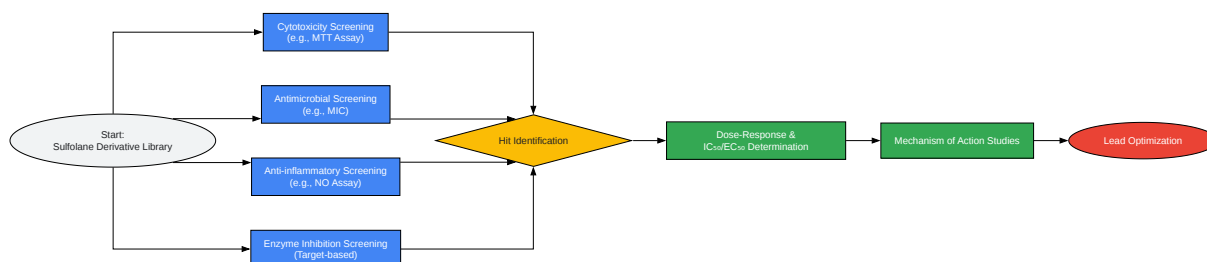 Start:
Sulfolane Derivative Library
Cytotoxicity Screening
(e.g., MTT Assay)
Antimicrobial Screening
(e.g., MIC)
Anti-inflammatory Screening
(e.g., NO Assay)
Enzyme Inhibition Screening
(Target-based)
Hit Identification
Dose-Response &
IC₅₀/EC₅₀ Determination
Mechanism of Action Studies
Lead Optimization